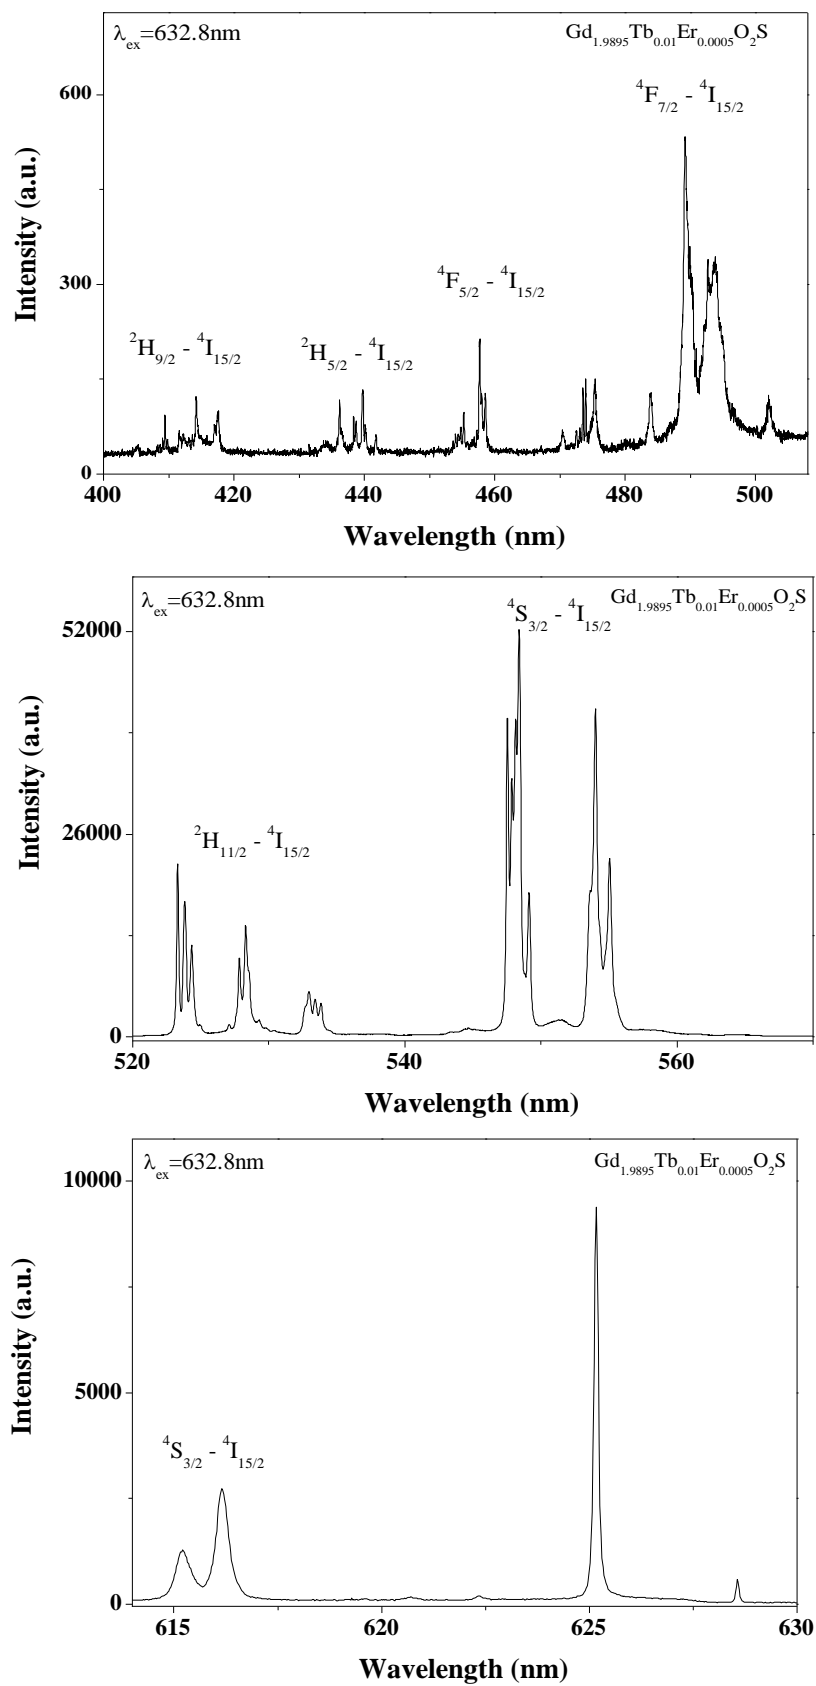 λex=632.8nm Gd1.9895Tb0.01Er0.0005O2S
4F7/2 - 4I15/2
4F5/2 - 4I15/2
2H9/2 - 4I15/2 2H5/2 - 4I15/2
600
300
0
Intensity (a.u.)
400 420 440 460 480 500
Wavelength (nm)
λex=632.8nm Gd1.9895Tb0.01Er0.0005O2S
4S3/2 - 4I15/2
2H11/2 - 4I15/2
52000
26000
0
Intensity (a.u.)
520 540 560
Wavelength (nm)
λex=632.8nm Gd1.9895Tb0.01Er0.0005O2S
4S3/2 - 4I15/2
10000
5000
0
Intensity (a.u.)
615 620 625 630
Wavelength (nm)